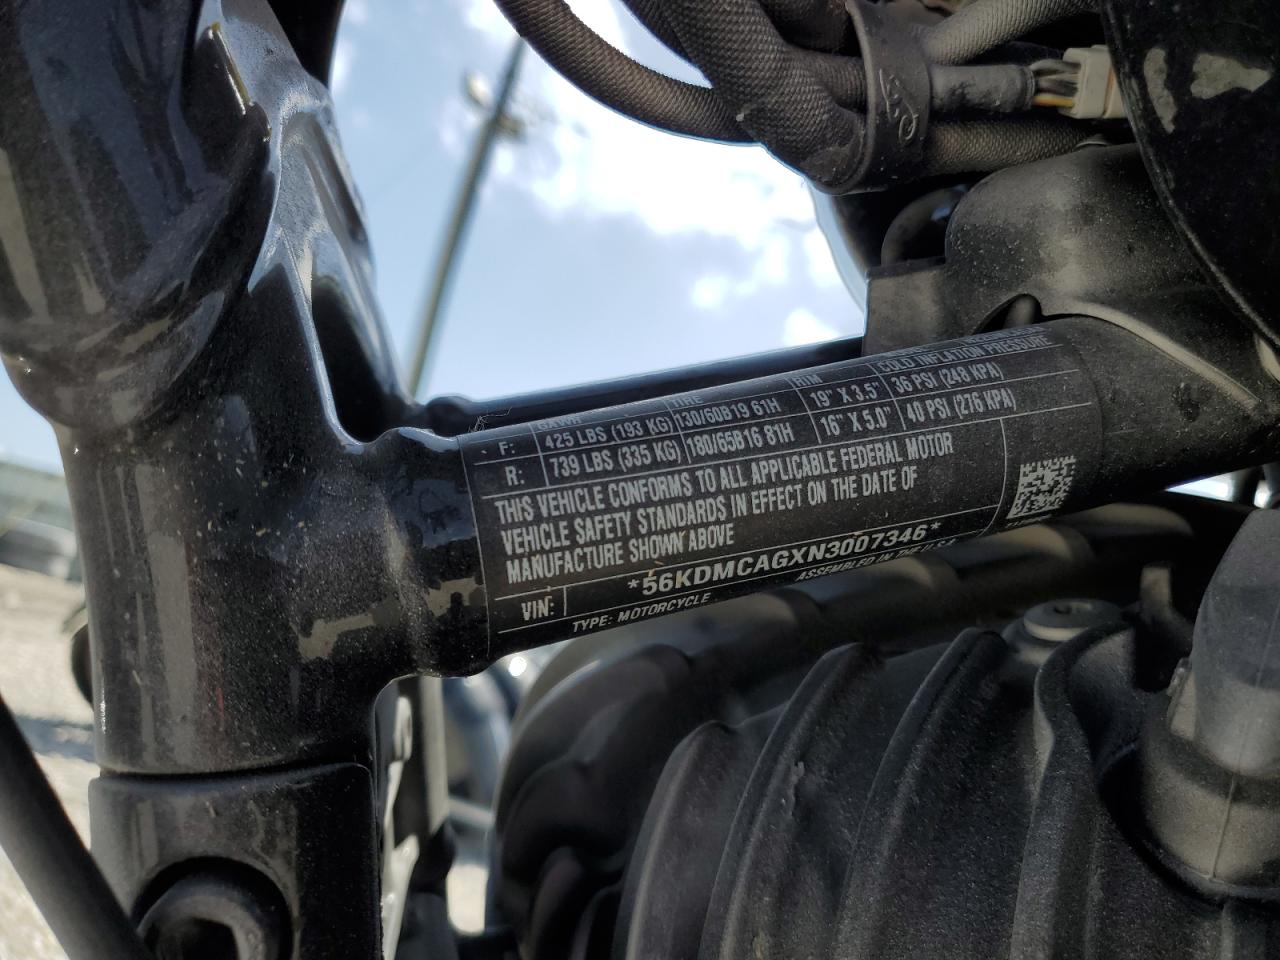 GAWR TIRE RIM COLD INFLATION PRESSURE
F: 425 LBS (193 KG) 130/60B19 61H 19" X 3.5" 36 PSI (248 KPA)
R: 739 LBS (335 KG) 180/65B16 81H 16" X 5.0" 40 PSI (276 KPA)
THIS VEHICLE CONFORMS TO ALL APPLICABLE FEDERAL MOTOR
VEHICLE SAFETY STANDARDS IN EFFECT ON THE DATE OF
MANUFACTURE SHOWN ABOVE
VIN: *56KDMCAGXN3007346*
TYPE: MOTORCYCLE ASSEMBLED IN THE U.S.A.